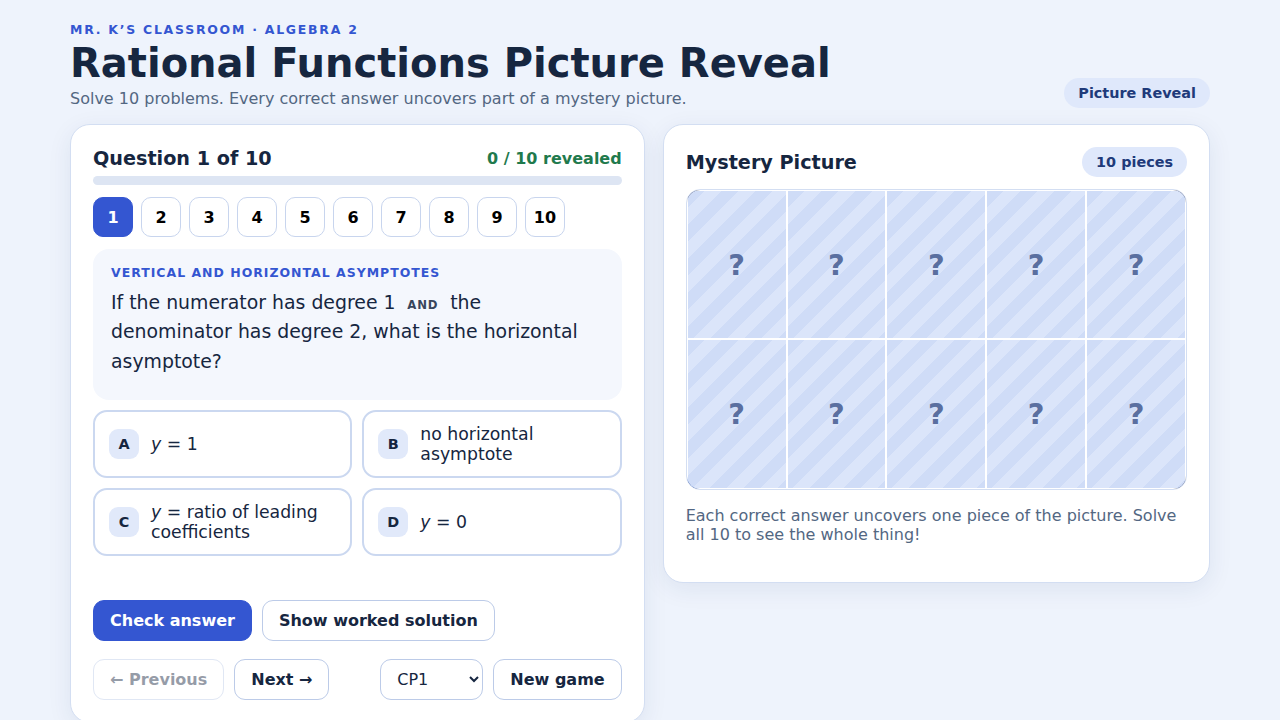 MR. K’S CLASSROOM · ALGEBRA 2
Rational Functions Picture Reveal
Solve 10 problems. Every correct answer uncovers part of a mystery picture.
Picture Reveal
Question 1 of 10
0 / 10 revealed
1 2 3 4 5 6 7 8 9 10
VERTICAL AND HORIZONTAL ASYMPTOTES
If the numerator has degree 1 AND the
denominator has degree 2, what is the horizontal
asymptote?
A y = 1
B no horizontal
asymptote
C y = ratio of leading
coefficients
D y = 0
Check answer
Show worked solution
← Previous
Next →
CP1
New game
Mystery Picture
10 pieces
? ? ? ? ?
? ? ? ? ?
Each correct answer uncovers one piece of the picture. Solve
all 10 to see the whole thing!